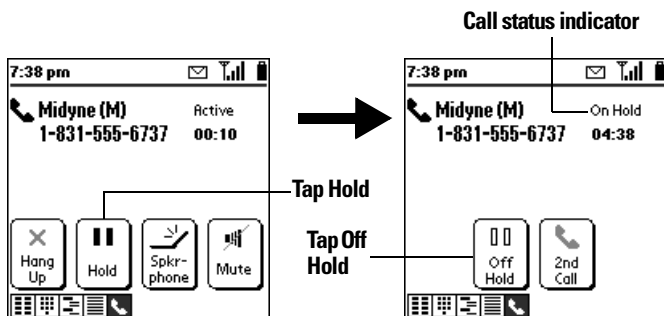 Call status indicator
7:38 pm
Midyne (M)
Active
1-831-555-6737
00:10
Hang Up
Hold
Spkr-phone
Mute
Tap Hold
7:38 pm
Midyne (M)
On Hold
1-831-555-6737
04:38
Tap Off
Hold
Off Hold
2nd Call